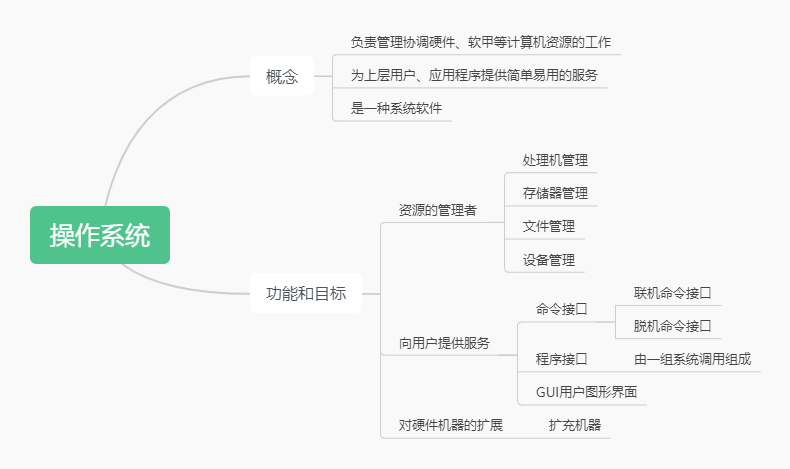 操作系统
概念
负责管理协调硬件、软甲等计算机资源的工作
为上层用户、应用程序提供简单易用的服务
是一种系统软件
功能和目标
资源的管理者
处理机管理
存储器管理
文件管理
设备管理
向用户提供服务
命令接口
联机命令接口
脱机命令接口
程序接口
由一组系统调用组成
GUI用户图形界面
对硬件机器的扩展
扩充机器